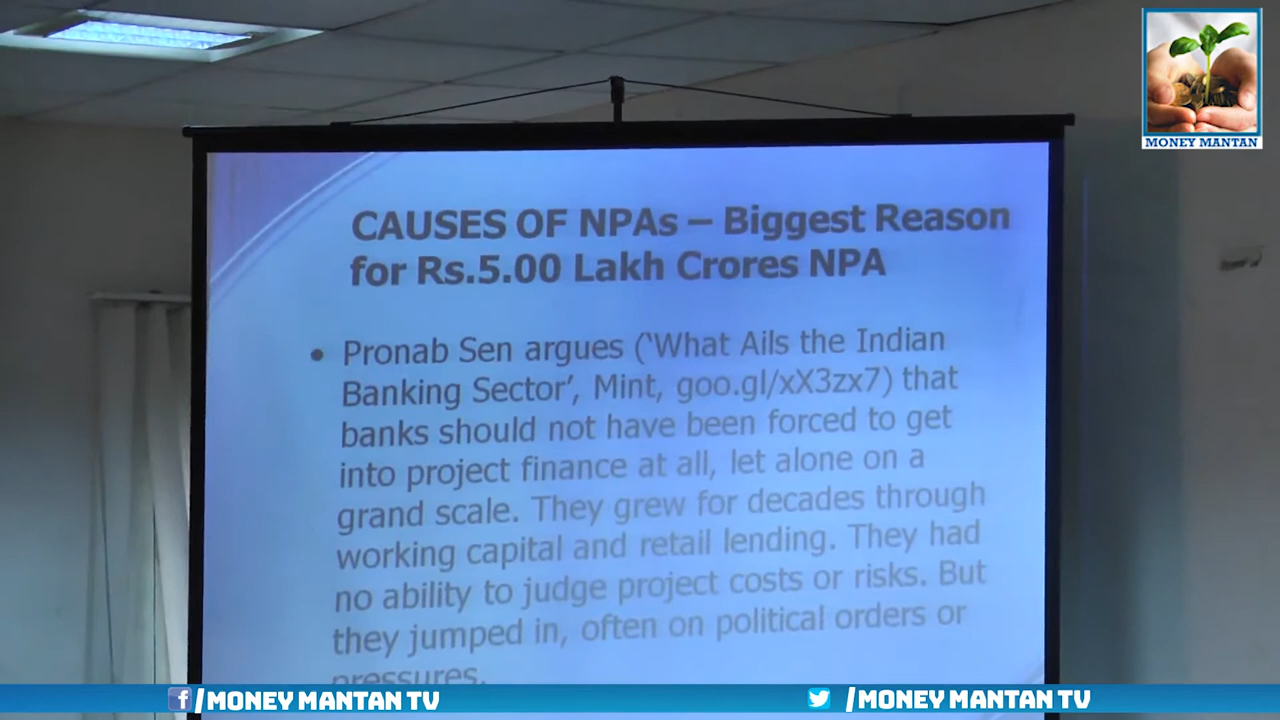 MONEY MANTAN
CAUSES OF NPAs – Biggest Reason
for Rs.5.00 Lakh Crores NPA
• Pronab Sen argues (‘What Ails the Indian
Banking Sector’, Mint, goo.gl/xX3zx7) that
banks should not have been forced to get
into project finance at all, let alone on a
grand scale. They grew for decades through
working capital and retail lending. They had
no ability to judge project costs or risks. But
they jumped in, often on political orders or
pressures.
f /MONEY MANTAN TV
/MONEY MANTAN TV